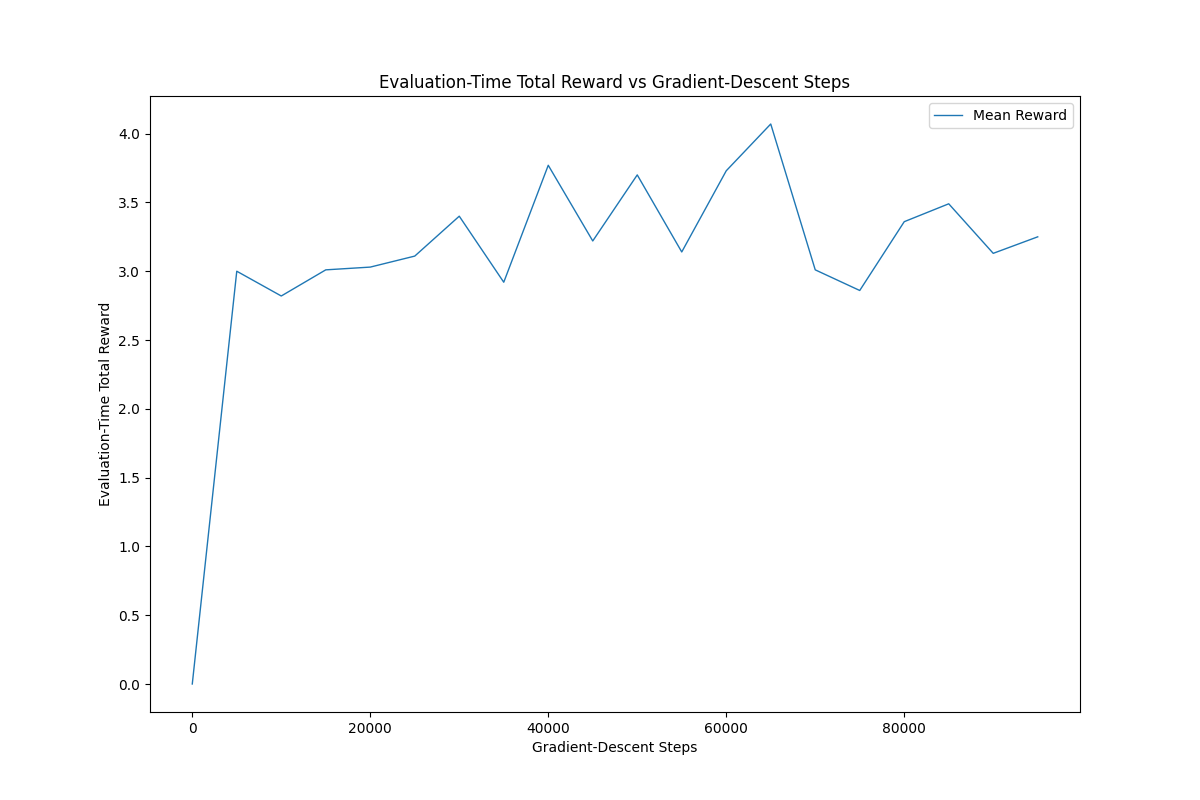 Evaluation-Time Total Reward vs Gradient-Descent Steps
Mean Reward
4.0
3.5
3.0
2.5
2.0
1.5
1.0
0.5
0.0
Evaluation-Time Total Reward
0 20000 40000 60000 80000
Gradient-Descent Steps